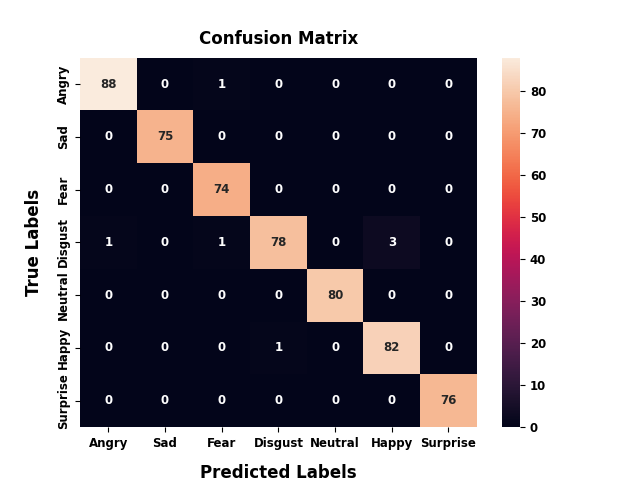 Confusion Matrix
True Labels
Angry 88 0 1 0 0 0 0
Sad 0 75 0 0 0 0 0
Fear 0 0 74 0 0 0 0
Disgust 1 0 1 78 0 3 0
Neutral 0 0 0 0 80 0 0
Happy 0 0 0 1 0 82 0
Surprise 0 0 0 0 0 0 76
Angry Sad Fear Disgust Neutral Happy Surprise
Predicted Labels
80
70
60
50
40
30
20
10
0